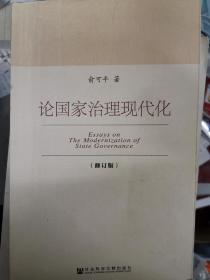 俞可平 著
论国家治理现代化
Essays on
The Modernization of
State Governance
（修订版）
社会科学文献出版社